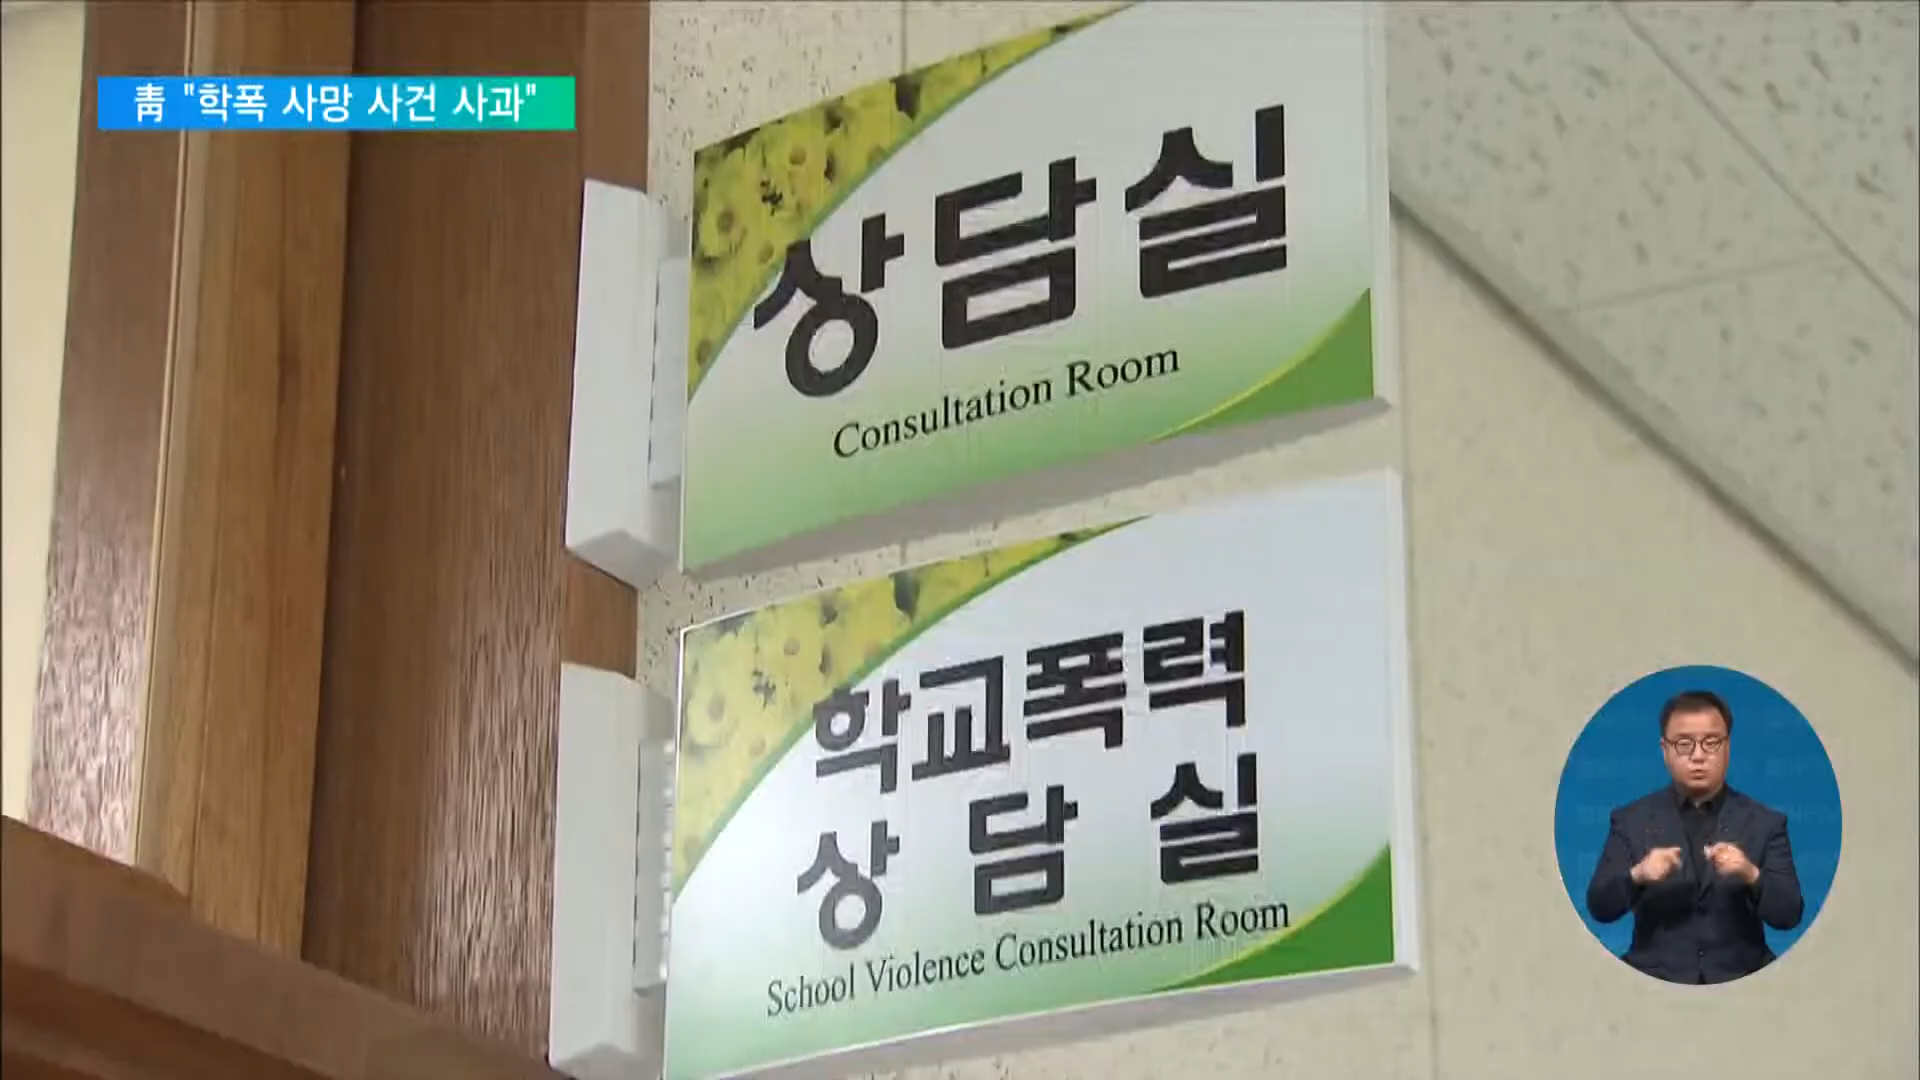 靑 "학폭 사망 사건 사과"
상담실
Consultation Room
학교폭력
상담실
School Violence Consultation Room